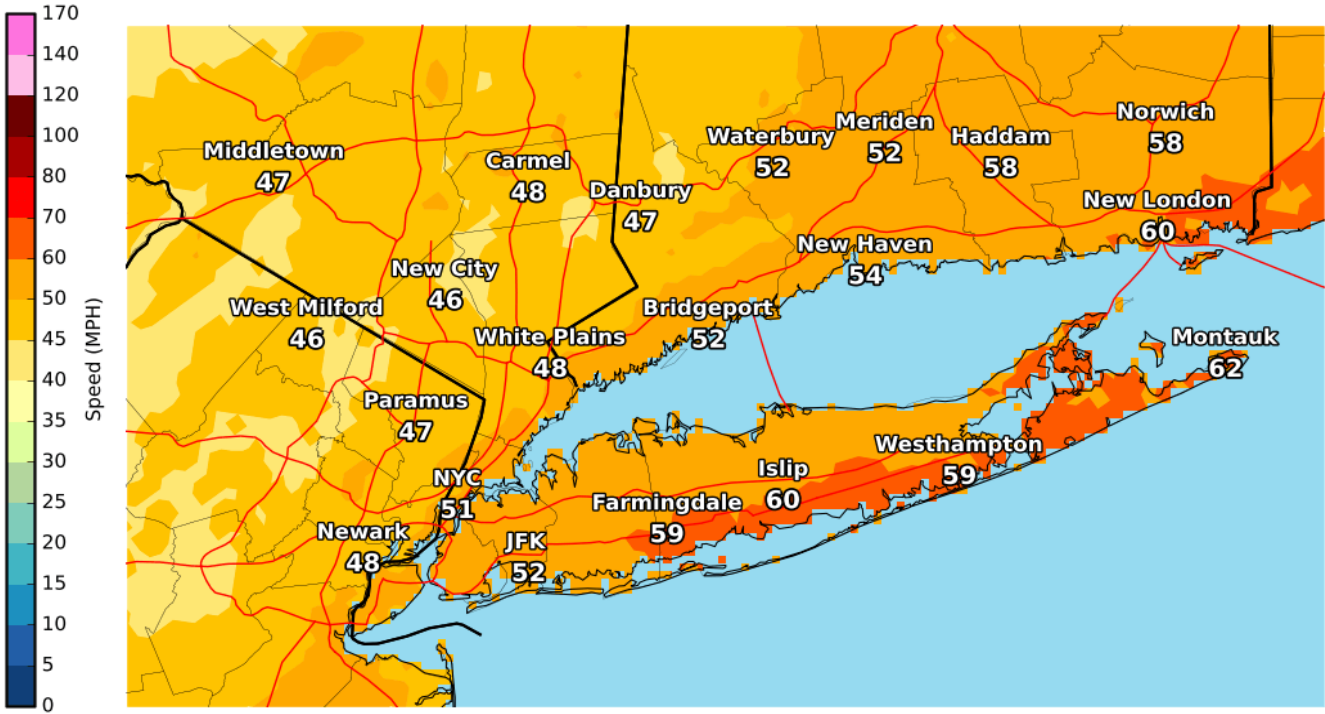 170
140
120
100
80
70
60
50
45
40
35
30
25
20
15
10
5
0
Speed (MPH)
Middletown
47
Carmel
48
Danbury
47
Waterbury
52
Meriden
52
Haddam
58
Norwich
58
New London
60
New Haven
54
New City
46
West Milford
46
White Plains
48
Bridgeport
52
Montauk
62
Paramus
47
NYC
51
Westhampton
59
Islip
60
Farmingdale
59
Newark
48
JFK
52